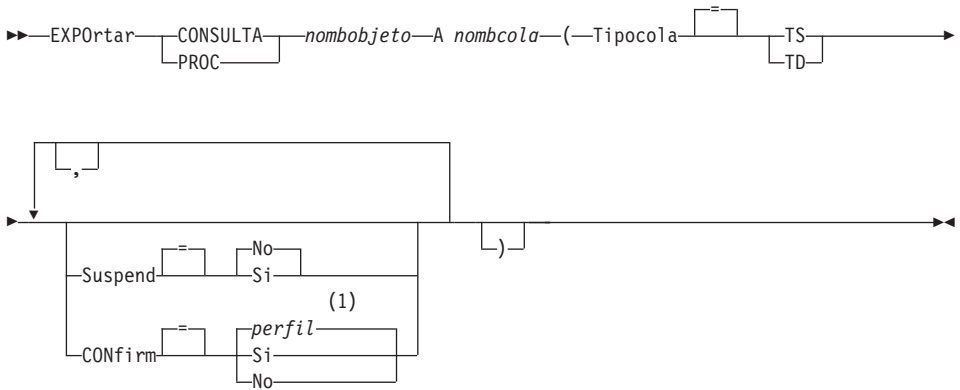 =
EXPOrtar CONSULTA nombobjeto A nombcola ( Tipocola TS
PROC TD
,
= No )
Suspend Si
(1)
= perfil
CONfirm Si
No